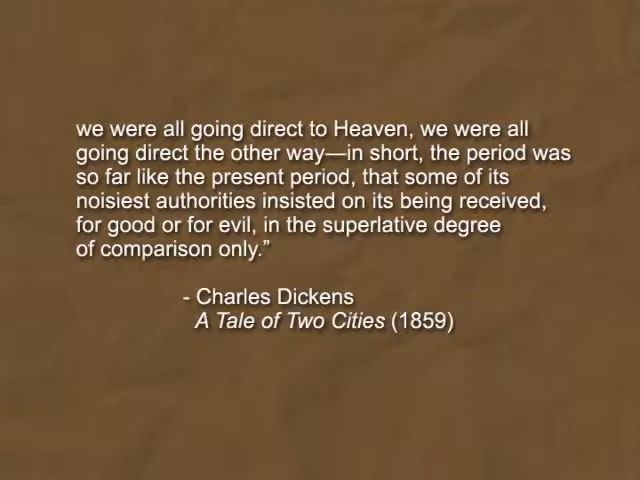 we were all going direct to Heaven, we were all
going direct the other way—in short, the period was
so far like the present period, that some of its
noisiest authorities insisted on its being received,
for good or for evil, in the superlative degree
of comparison only.”
- Charles Dickens
A Tale of Two Cities (1859)